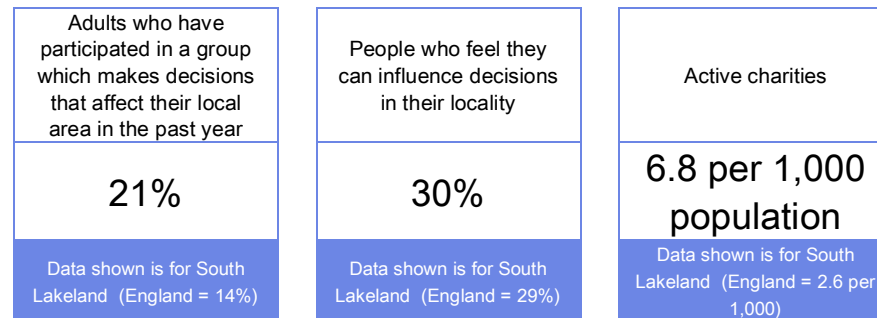 Adults who have
participated in a group
which makes decisions
that affect their local
area in the past year
21%
Data shown is for South
Lakeland (England = 14%)
People who feel they
can influence decisions
in their locality
30%
Data shown is for South
Lakeland (England = 29%)
Active charities
6.8 per 1,000
population
Data shown is for South
Lakeland (England = 2.6 per
1,000)